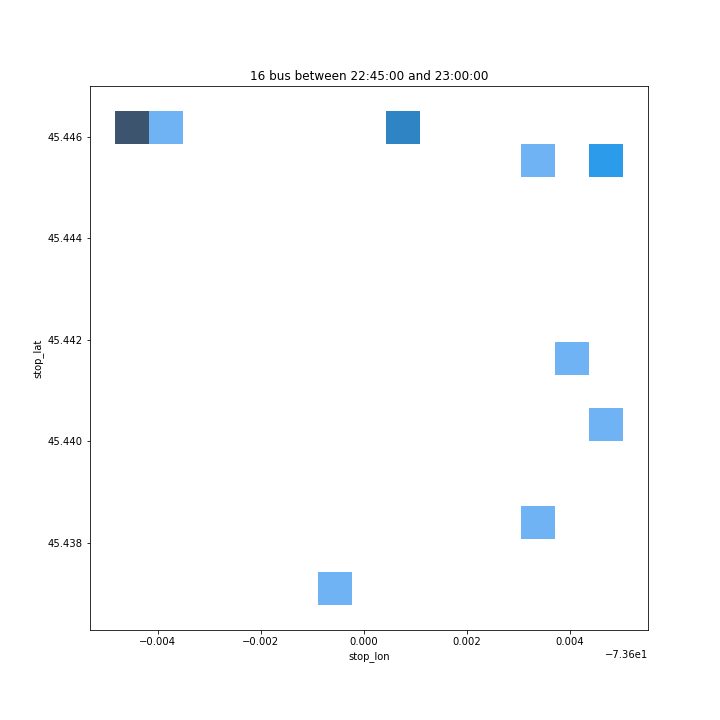 16 bus between 22:45:00 and 23:00:00
45.446
45.444
45.442
45.440
45.438
stop_lat
−0.004 −0.002 0.000 0.002 0.004
stop_lon
−7.36e1